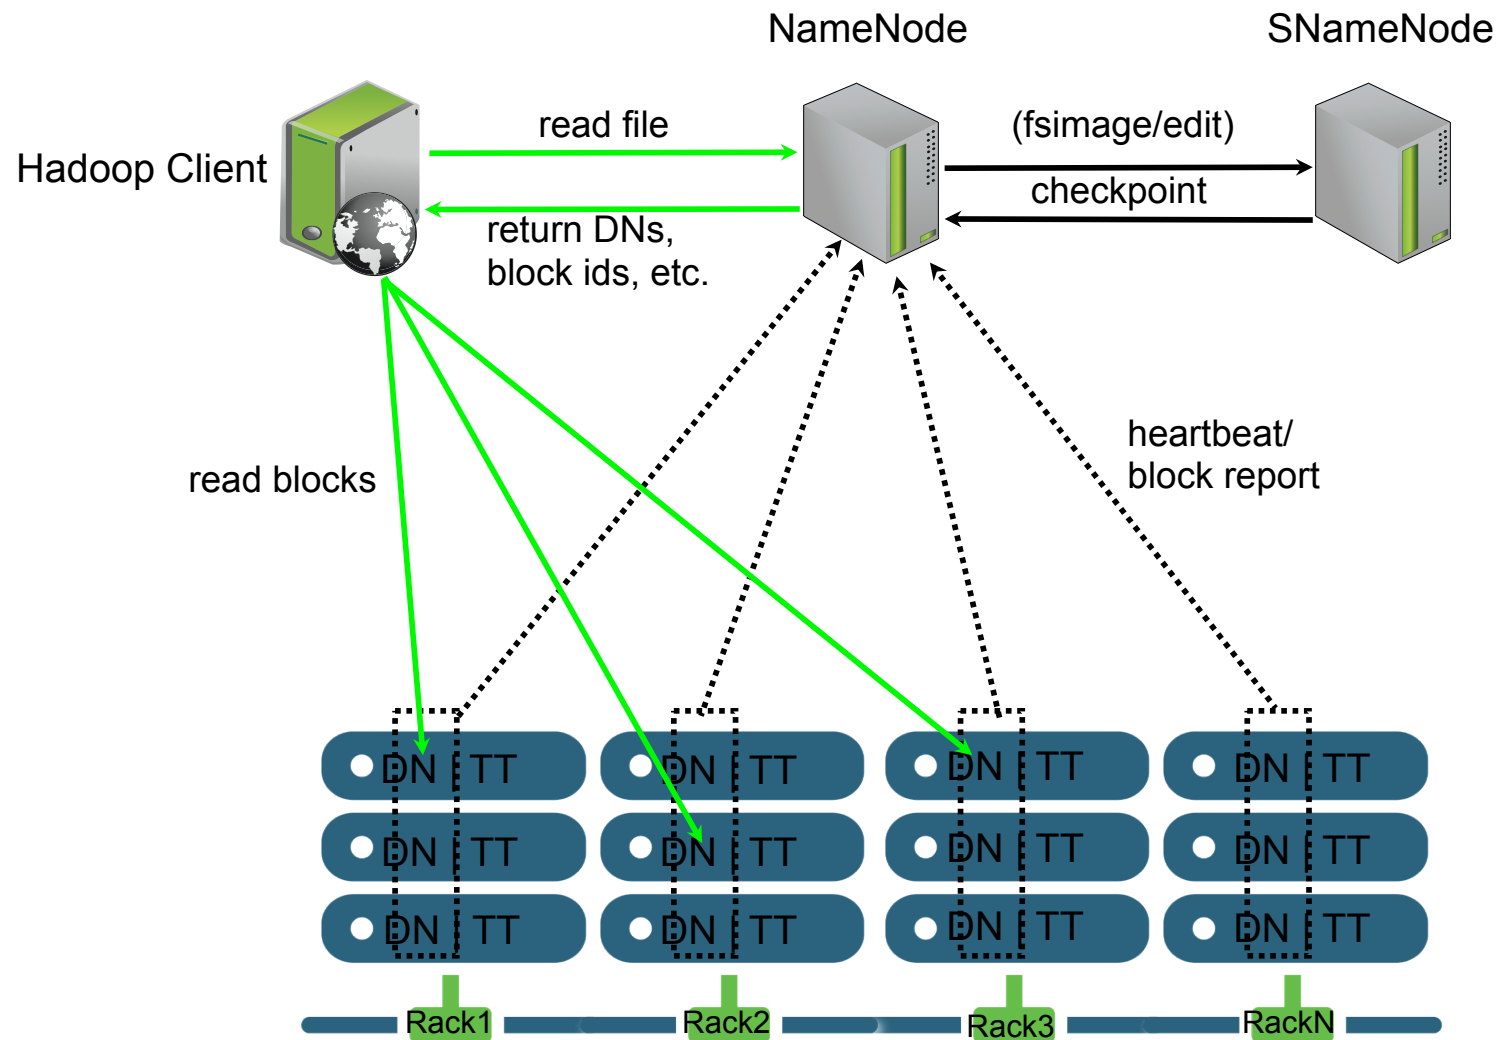 NameNode
SNameNode
Hadoop Client
read file
(fsimage/edit)
checkpoint
return DNs,
block ids, etc.
heartbeat/
block report
read blocks
DN | TT
DN | TT
DN | TT
DN | TT
DN | TT
DN | TT
DN | TT
DN | TT
DN | TT
DN | TT
DN | TT
DN | TT
Rack1
Rack2
Rack3
RackN